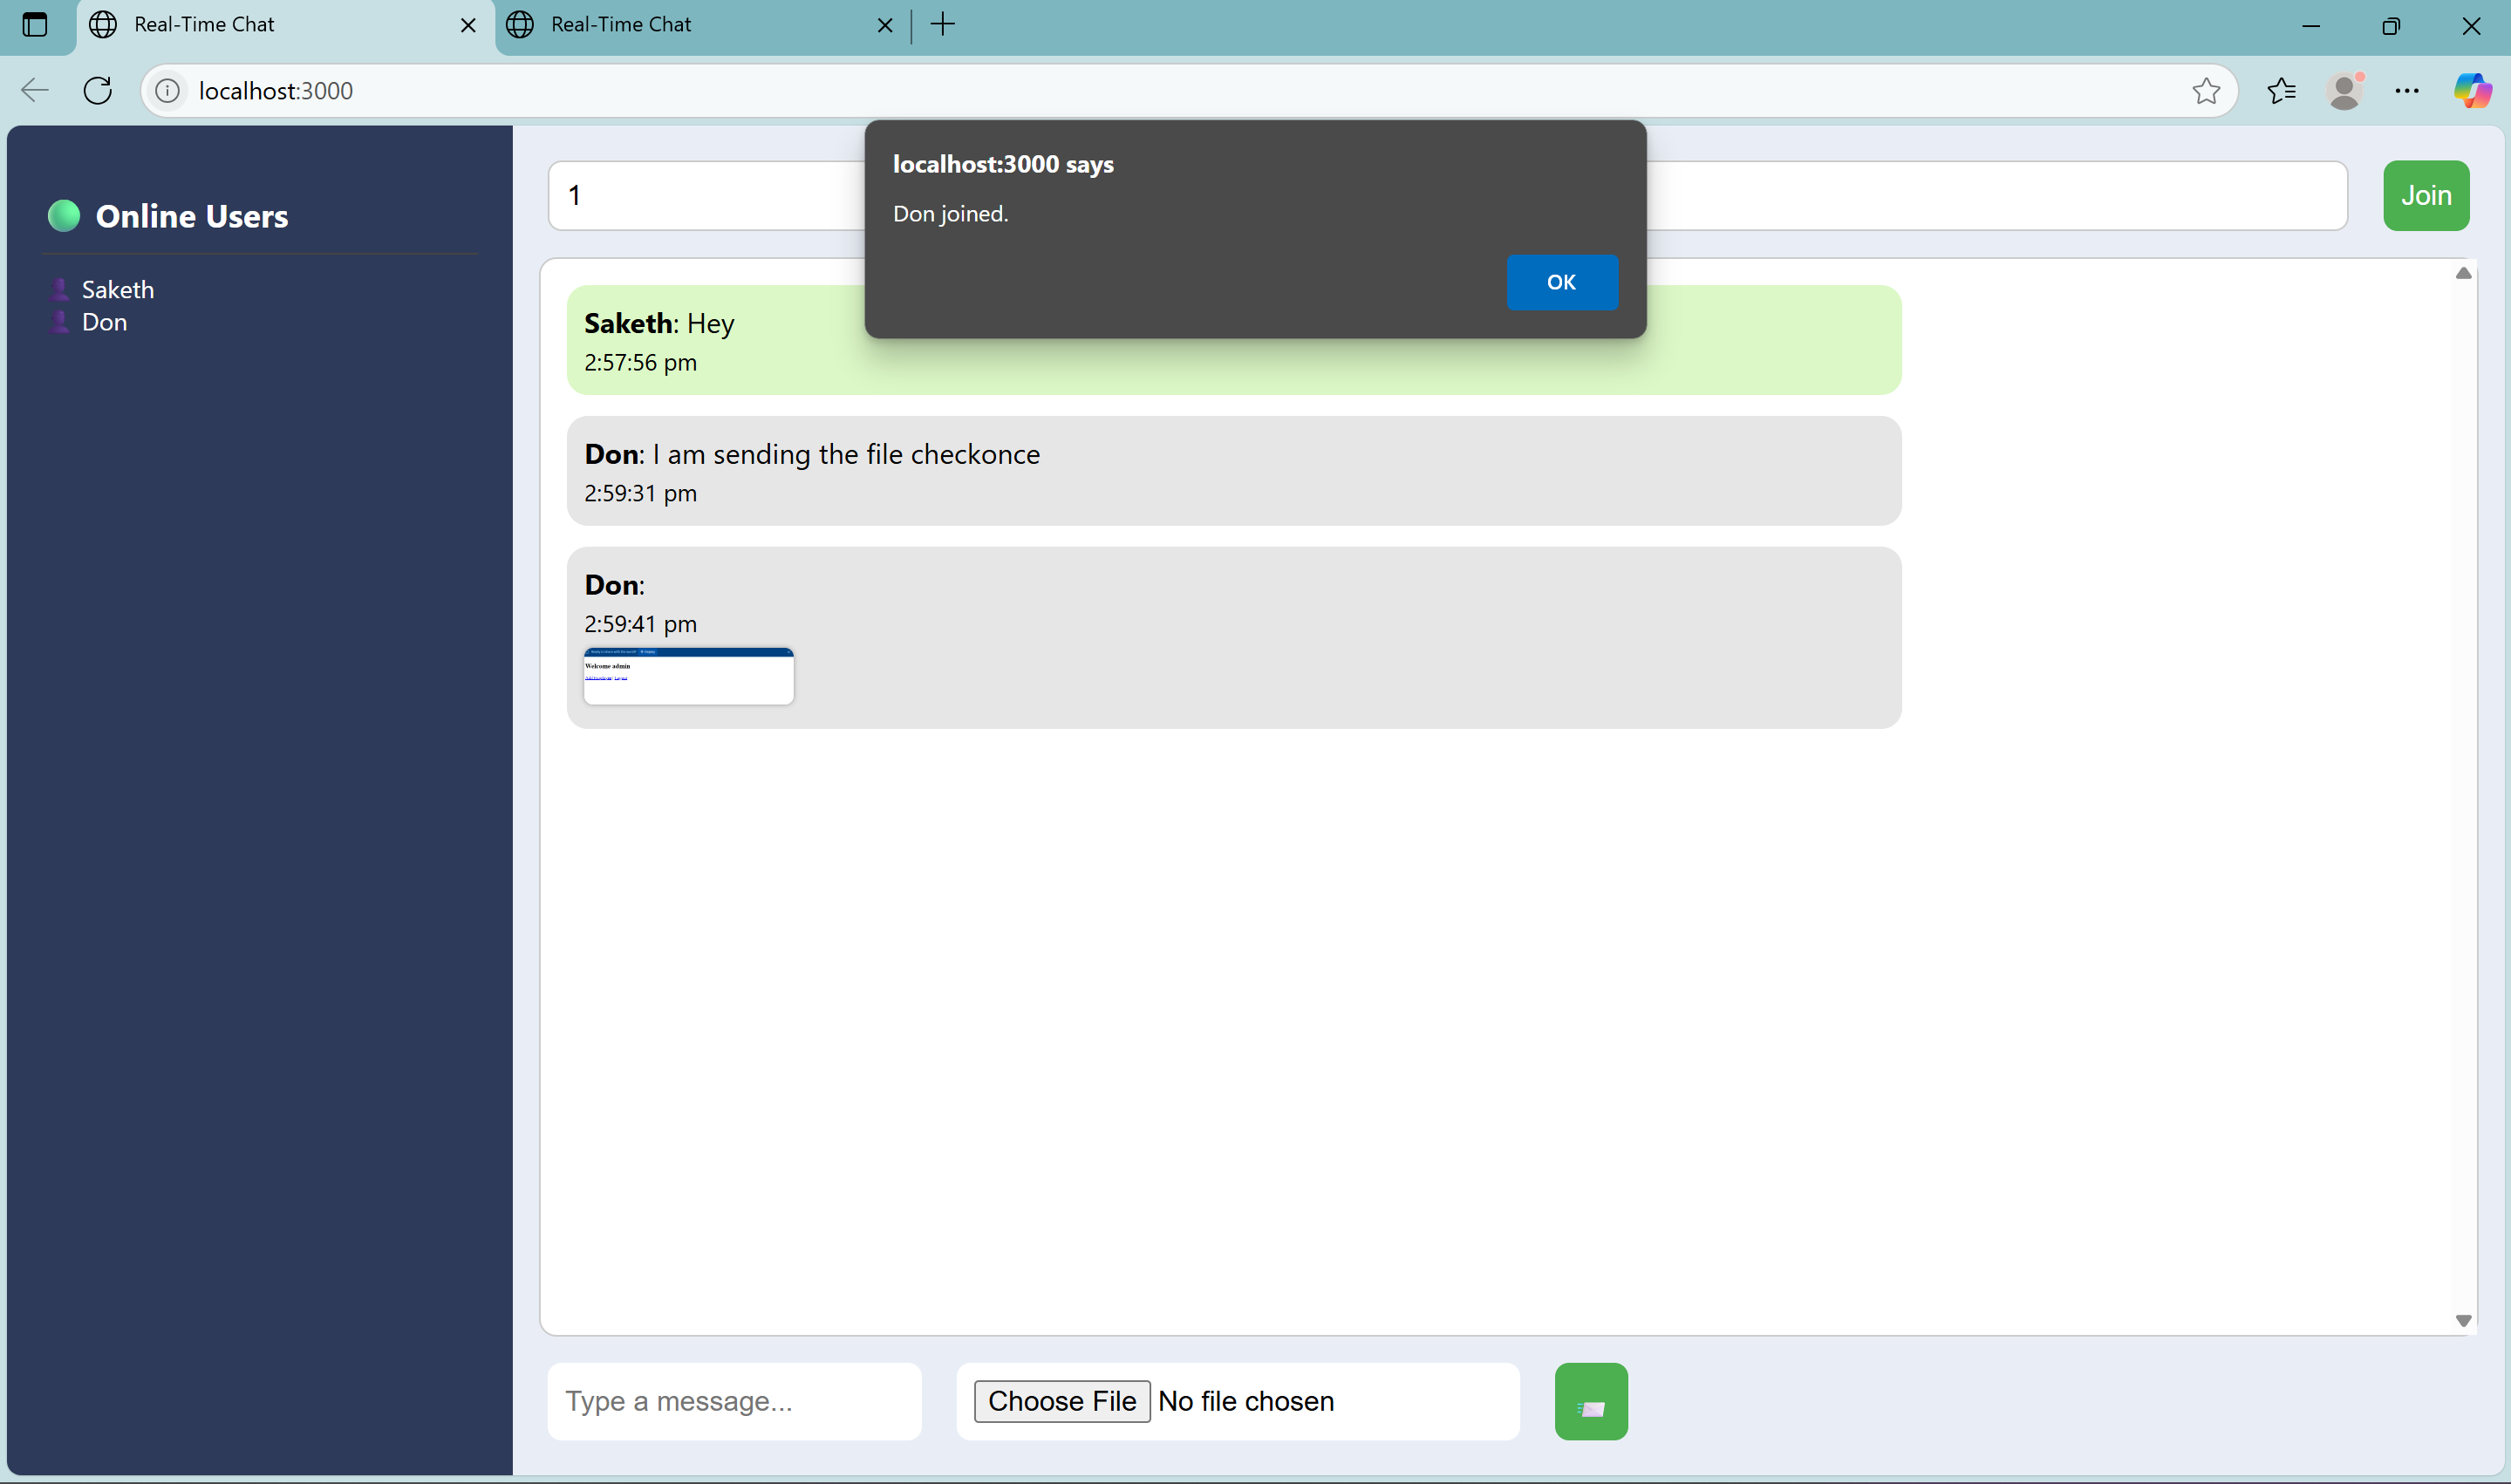 Real-Time Chat
Real-Time Chat
localhost:3000
localhost:3000 says
Don joined.
OK
Online Users
Saketh
Don
1
Join
Saketh: Hey
2:57:56 pm
Don: I am sending the file checkonce
2:59:31 pm
Don:
2:59:41 pm
Welcome admin
Type a message...
Choose File No file chosen